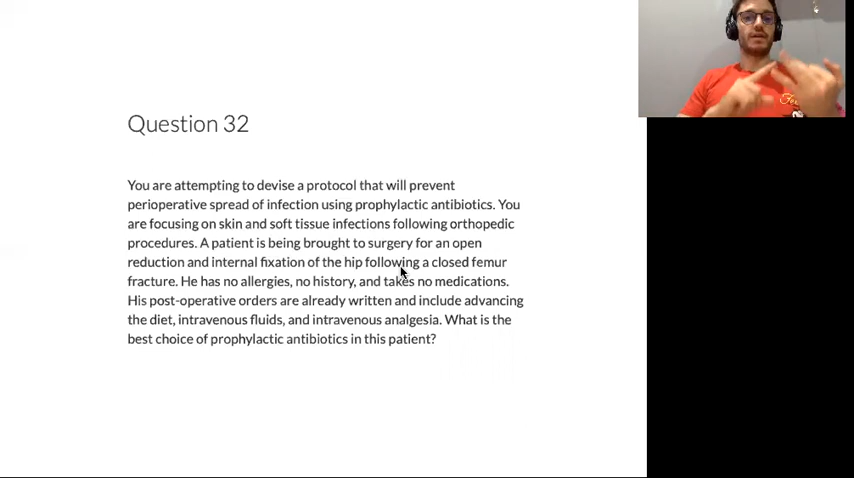 Question 32
You are attempting to devise a protocol that will prevent
perioperative spread of infection using prophylactic antibiotics. You
are focusing on skin and soft tissue infections following orthopedic
procedures. A patient is being brought to surgery for an open
reduction and internal fixation of the hip following a closed femur
fracture. He has no allergies, no history, and takes no medications.
His post-operative orders are already written and include advancing
the diet, intravenous fluids, and intravenous analgesia. What is the
best choice of prophylactic antibiotics in this patient?